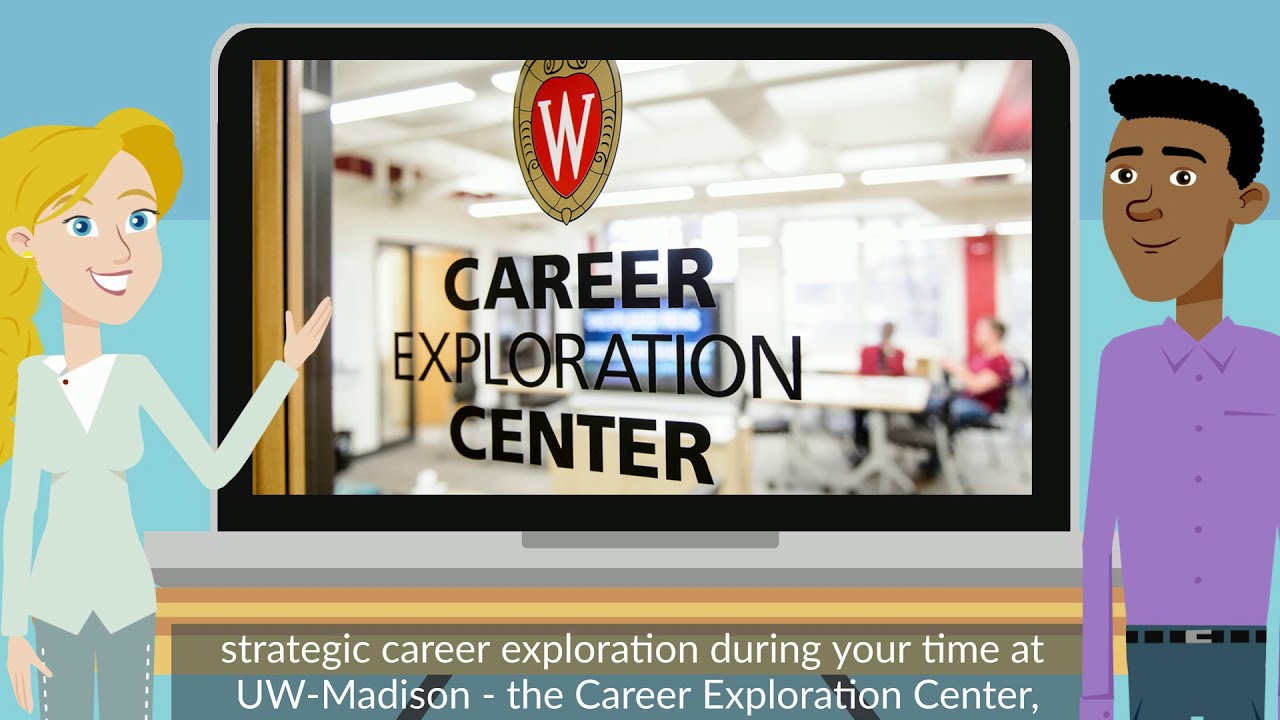 W
CAREER
EXPLORATION
CENTER
strategic career exploration during your time at
UW-Madison - the Career Exploration Center,